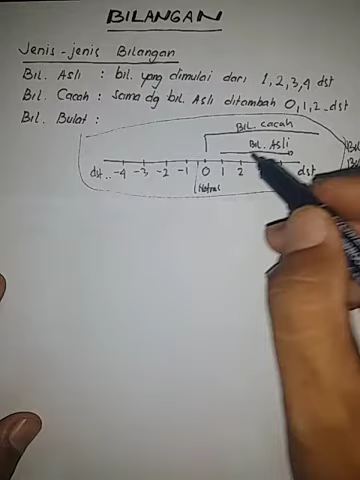 BILANGAN
Jenis-jenis Bilangan
Bil. Asli : bil. yang dimulai dari 1, 2, 3, 4 dst
Bil. Cacah : sama dg bil. Asli ditambah 0, 1, 2 .. dst
Bil. Bulat :
BIL. cacah
BIL. Asli
dst.. -4 -3 -2 -1 0 1 2 dst
Netral